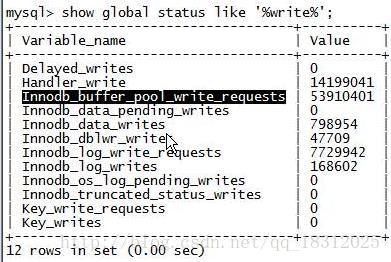 mysql> show global status like '%write%';
+-----------------------------------+----------+
| Variable_name | Value |
+-----------------------------------+----------+
| Delayed_writes | 0 |
| Handler_write | 14199041 |
| Innodb_buffer_pool_write_requests | 53910401 |
| Innodb_data_pending_writes | 0 |
| Innodb_data_writes | 798954 |
| Innodb_dblwr_writes | 47709 |
| Innodb_log_write_requests | 7729942 |
| Innodb_log_writes | 168602 |
| Innodb_os_log_pending_writes | 0 |
| Innodb_truncated_status_writes | 0 |
| Key_write_requests | 0 |
| Key_writes | 0 |
+-----------------------------------+----------+
12 rows in set (0.00 sec)
http://blog.csdn.net/qq_18312025